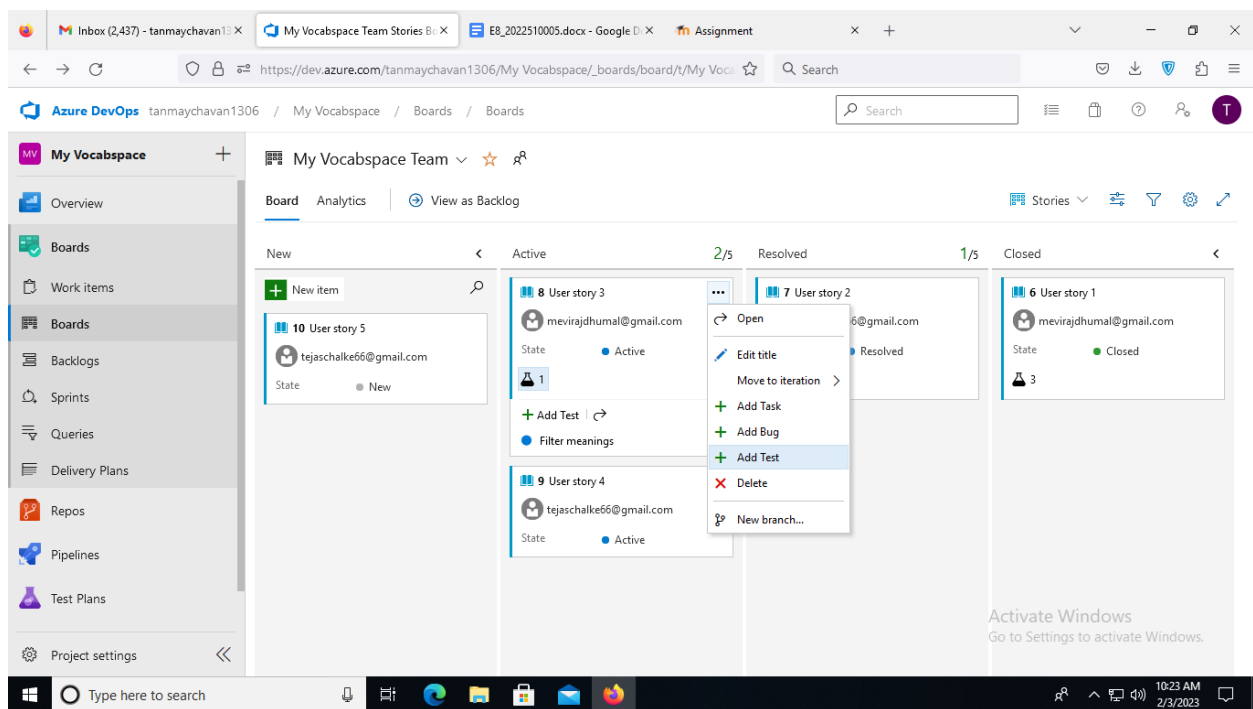 Inbox (2,437) - tanmaychavan13
My Vocabspace Team Stories Bo
E8_2022510005.docx - Google D
Assignment
https://dev.azure.com/tanmaychavan1306/My Vocabspace/_boards/board/t/My Voca
Search
Azure DevOps tanmaychavan1306 / My Vocabspace / Boards / Boards
Search
T
MV My Vocabspace
My Vocabspace Team
Overview
Board Analytics View as Backlog
Stories
Boards
Work items
Boards
Backlogs
Sprints
Queries
Delivery Plans
Repos
Pipelines
Test Plans
Project settings
New
New item
10 User story 5
tejaschalke66@gmail.com
State New
Active 2/5
8 User story 3
mevirajdhumal@gmail.com
State Active
1
Add Test
Filter meanings
9 User story 4
tejaschalke66@gmail.com
State Active
Open
Edit title
Move to iteration
Add Task
Add Bug
Add Test
Delete
New branch...
Resolved 1/5
7 User story 2
6@gmail.com
Resolved
Closed
6 User story 1
mevirajdhumal@gmail.com
State Closed
3
Activate Windows
Go to Settings to activate Windows.
Type here to search
10:23 AM
2/3/2023